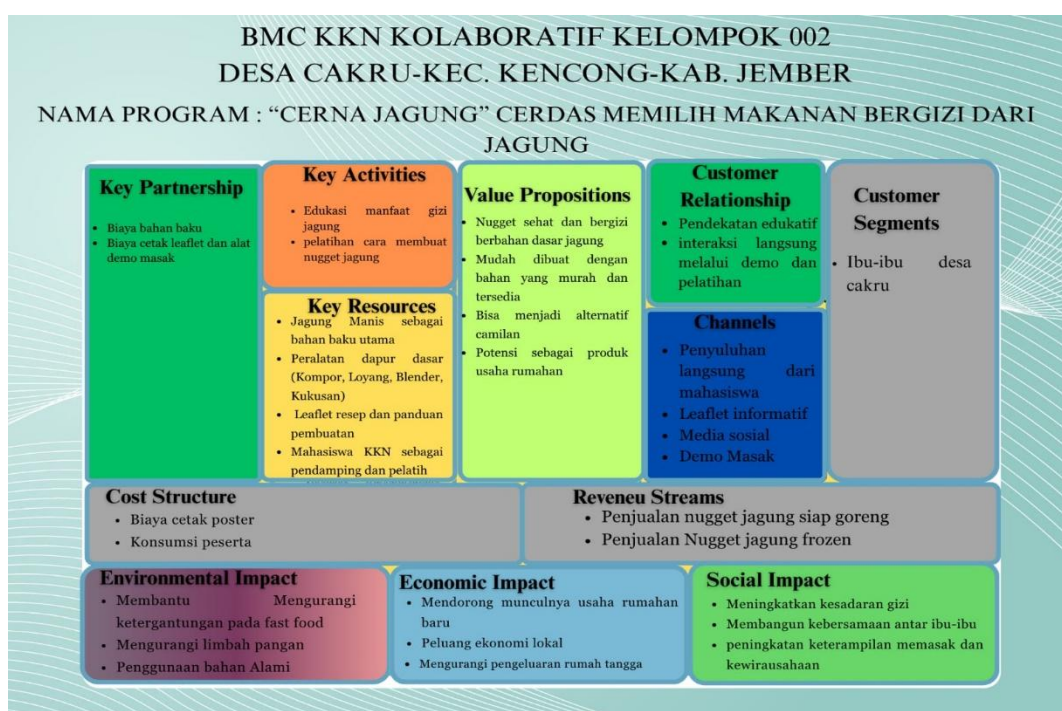 BMC KKN KOLABORATIF KELOMPOK 002
DESA CAKRU-KEC. KENCONG-KAB. JEMBER
NAMA PROGRAM : “CERNA JAGUNG” CERDAS MEMILIH MAKANAN BERGIZI DARI
JAGUNG
Key Partnership
• Biaya bahan baku
• Biaya cetak leaflet dan alat
demo masak
Key Activities
• Edukasi manfaat gizi
jagung
• pelatihan cara membuat
nugget jagung
Key Resources
• Jagung Manis sebagai
bahan baku utama
• Peralatan dapur dasar
(Kompor, Loyang, Blender,
Kukusan)
• Leaflet resep dan panduan
pembuatan
• Mahasiswa KKN sebagai
pendamping dan pelatih
Value Propositions
• Nugget sehat dan bergizi
berbahan dasar jagung
• Mudah dibuat dengan
bahan yang murah dan
tersedia
• Bisa menjadi alternatif
camilan
• Potensi sebagai produk
usaha rumahan
Customer
Relationship
• Pendekatan edukatif
• interaksi langsung
melalui demo dan
pelatihan
Channels
• Penyuluhan
langsung dari
mahasiswa
• Leaflet informatif
• Media sosial
• Demo Masak
Customer
Segments
• Ibu-ibu desa
cakru
Cost Structure
• Biaya cetak poster
• Konsumsi peserta
Reveneu Streams
• Penjualan nugget jagung siap goreng
• Penjualan Nugget jagung frozen
Environmental Impact
• Membantu Mengurangi
ketergantungan pada fast food
• Mengurangi limbah pangan
• Penggunaan bahan Alami
Economic Impact
• Mendorong munculnya usaha rumahan
baru
• Peluang ekonomi lokal
• Mengurangi pengeluaran rumah tangga
Social Impact
• Meningkatkan kesadaran gizi
• Membangun kebersamaan antar ibu-ibu
• peningkatan keterampilan memasak dan
kewirausahaan